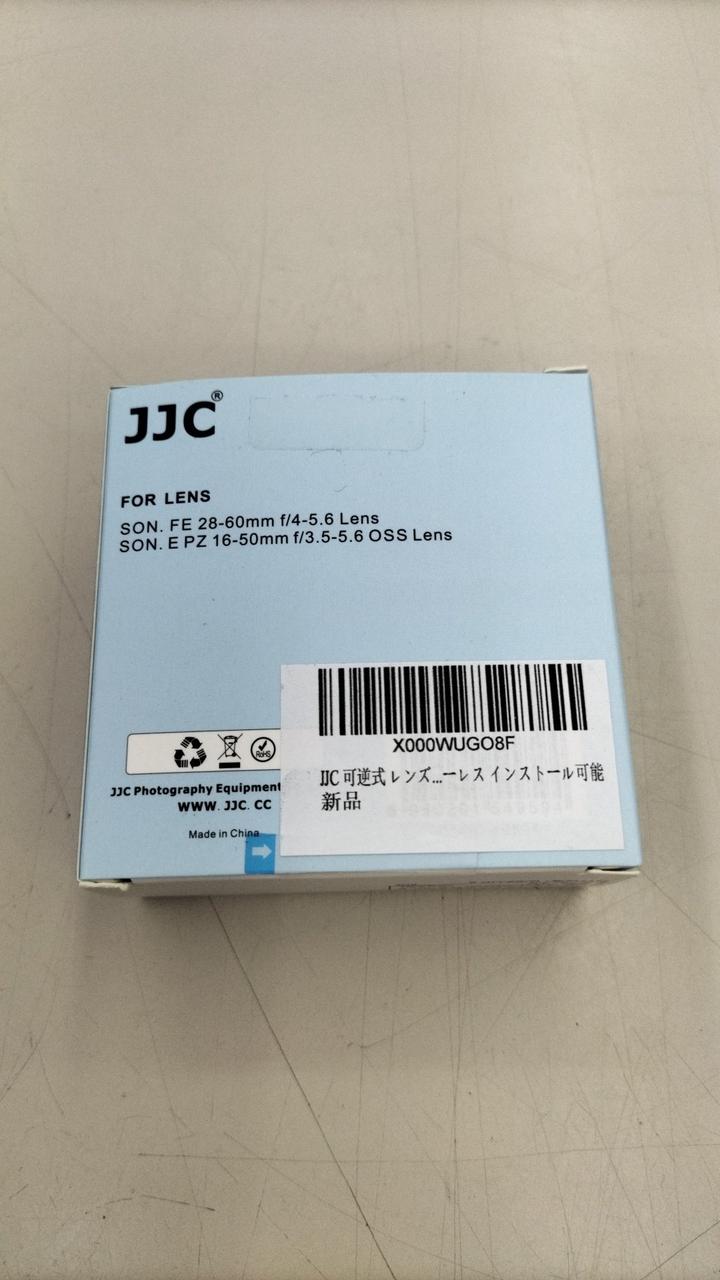 JJC®
FOR LENS
SON. FE 28-60mm f/4-5.6 Lens
SON. E PZ 16-50mm f/3.5-5.6 OSS Lens
RoHS
JJC Photography Equipment
WWW. JJC. CC
Made in China
X000WUGO8F
JJC 可逆式 レンズ...ーレス インストール可能
新品